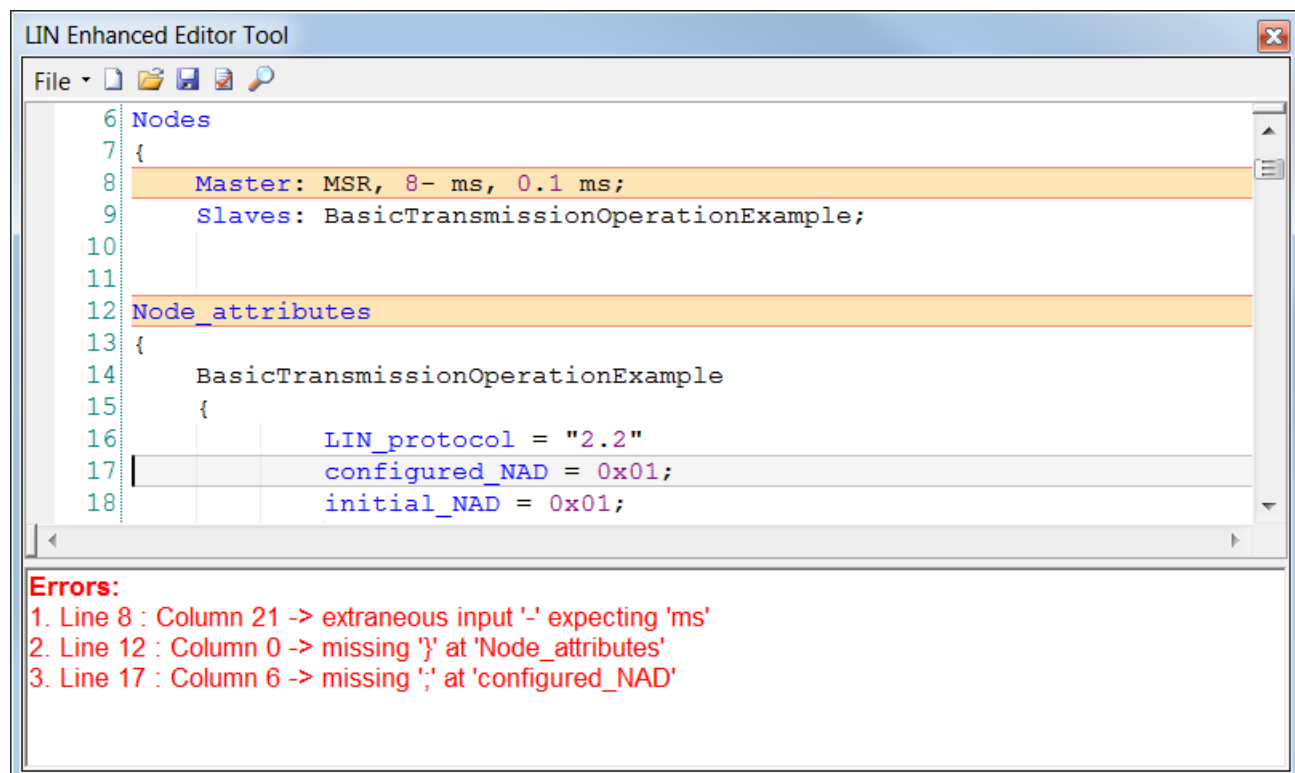 LIN Enhanced Editor Tool
File
6 Nodes
7 {
8 Master: MSR, 8- ms, 0.1 ms;
9 Slaves: BasicTransmissionOperationExample;
10
11
12 Node_attributes
13 {
14 BasicTransmissionOperationExample
15 {
16 LIN_protocol = "2.2"
17 configured_NAD = 0x01;
18 initial_NAD = 0x01;
Errors:
1. Line 8 : Column 21 -> extraneous input '-' expecting 'ms'
2. Line 12 : Column 0 -> missing '}' at 'Node_attributes'
3. Line 17 : Column 6 -> missing ';' at 'configured_NAD'